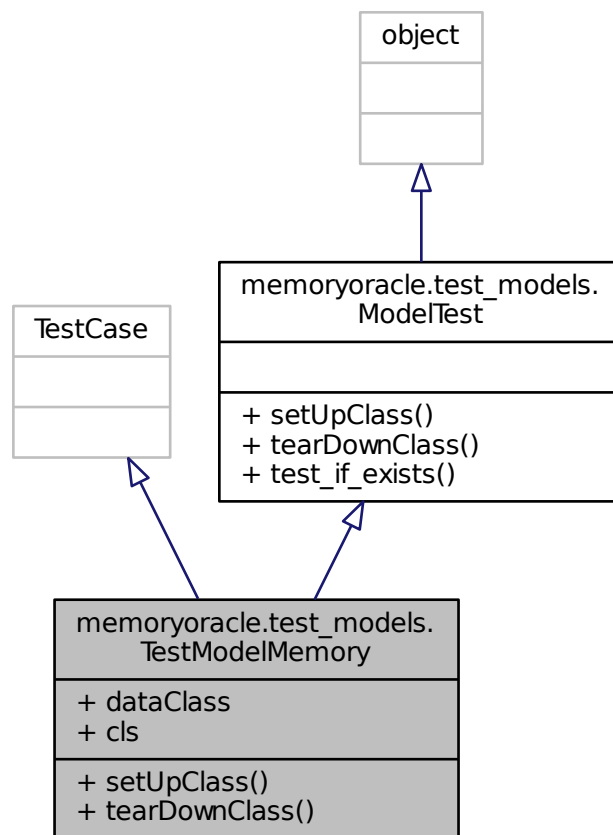 object
memoryoracle.test_models.
ModelTest
+ setUpClass()
+ tearDownClass()
+ test_if_exists()
TestCase
memoryoracle.test_models.
TestModelMemory
+ dataClass
+ cls
+ setUpClass()
+ tearDownClass()